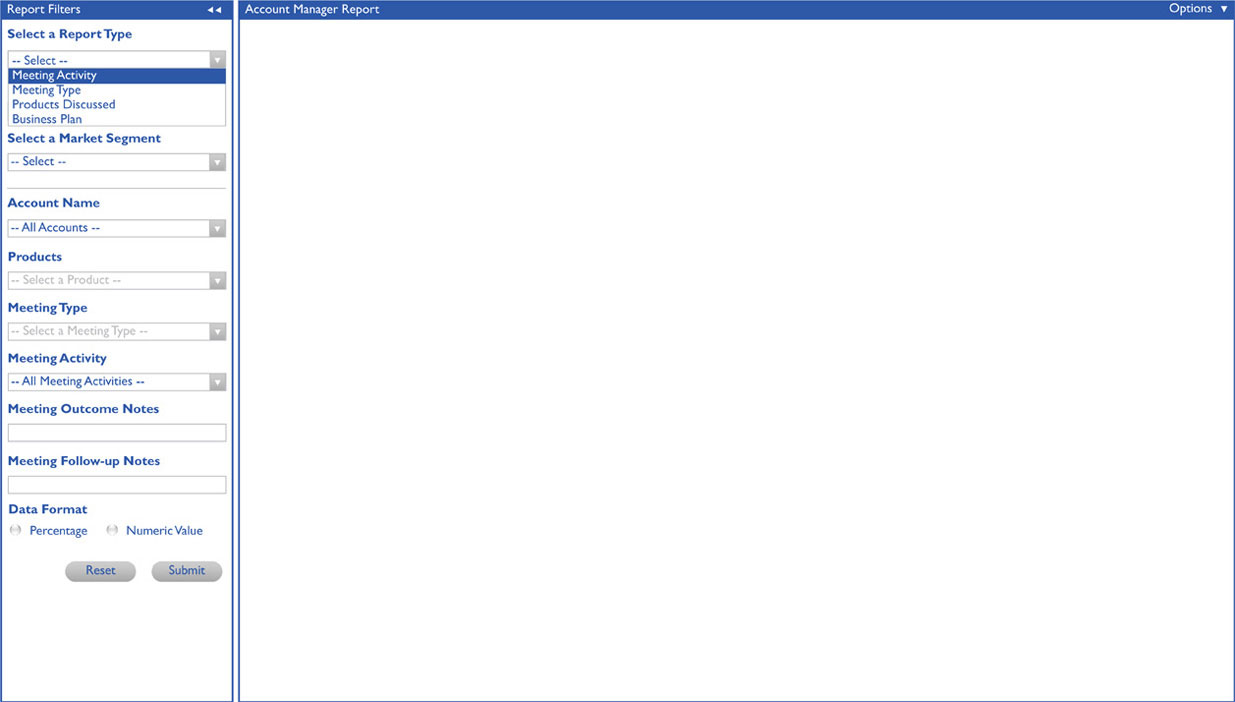 Report Filters
Select a Report Type
-- Select --
Meeting Activity
Meeting Type
Products Discussed
Business Plan
Select a Market Segment
-- Select --
Account Name
-- All Accounts --
Products
-- Select a Product --
Meeting Type
-- Select a Meeting Type --
Meeting Activity
-- All Meeting Activities --
Meeting Outcome Notes
Meeting Follow-up Notes
Data Format
Percentage Numeric Value
Reset Submit
Account Manager Report Options